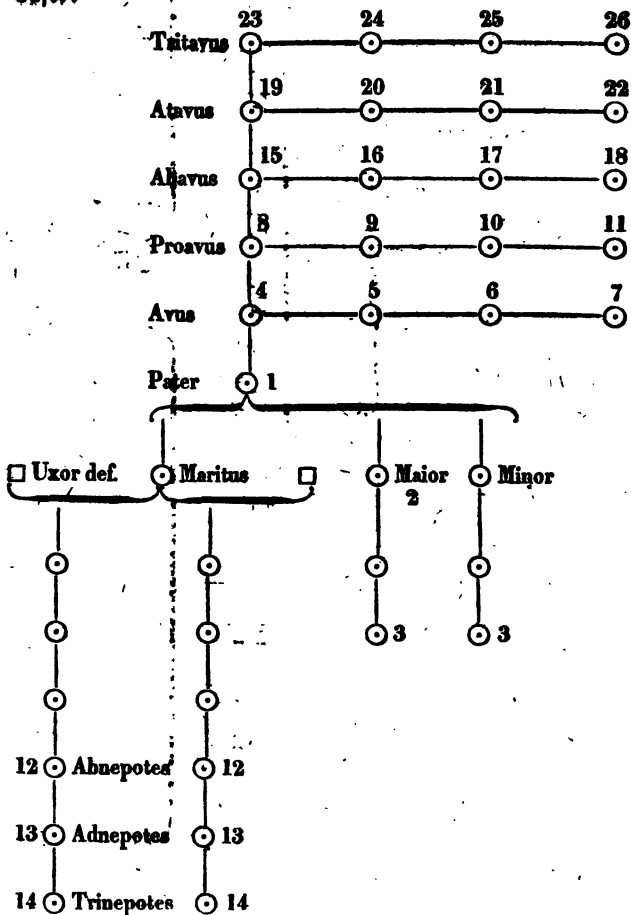 23 24 25 26
Tritavus
19 20 21 22
Atavus
15 16 17 18
Abavus
8 9 10 11
Proavus
4 5 6 7
Avus
Pater 1
Uxor def. Maritus Maior Minor
2
3 3
12 Abnepotes 12
13 Adnepotes 13
14 Trinepotes 14